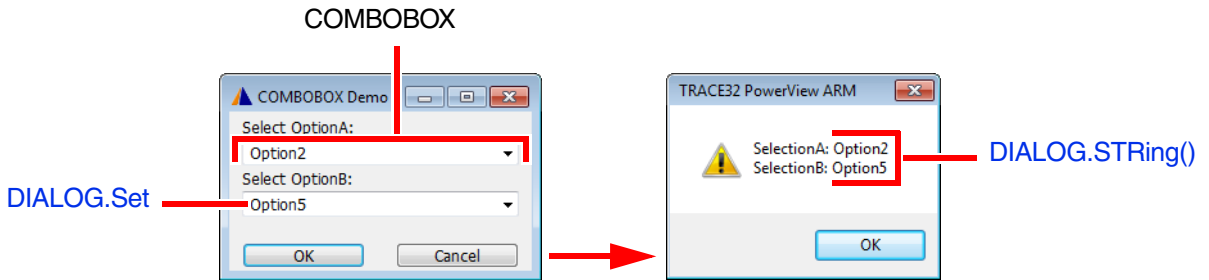 COMBOBOX
COMBOBOX Demo
Select OptionA:
Option2
Select OptionB:
Option5
OK Cancel
DIALOG.Set
TRACE32 PowerView ARM
SelectionA: Option2
SelectionB: Option5
OK
DIALOG.STRing()